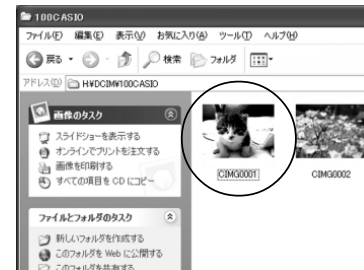 100CASIO
ファイル(F) 編集(E) 表示(V) お気に入り(A) ツール(T) ヘルプ(H)
戻る 検索 フォルダ
アドレス(D) H:¥DCIM¥100CASIO
画像のタスク
スライドショーを表示する
オンラインでプリントを注文する
画像を印刷する
すべての項目を CD にコピー
CIMG0001
CIMG0002
ファイルとフォルダのタスク
新しいフォルダを作成する
このフォルダを Web に公開する
このフォルダを共有する